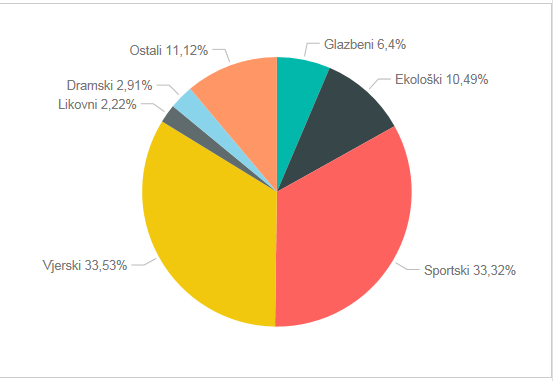 Glazbeni 6,4%
Ekološki 10,49%
Sportski 33,32%
Vjerski 33,53%
Likovni 2,22%
Dramski 2,91%
Ostali 11,12%